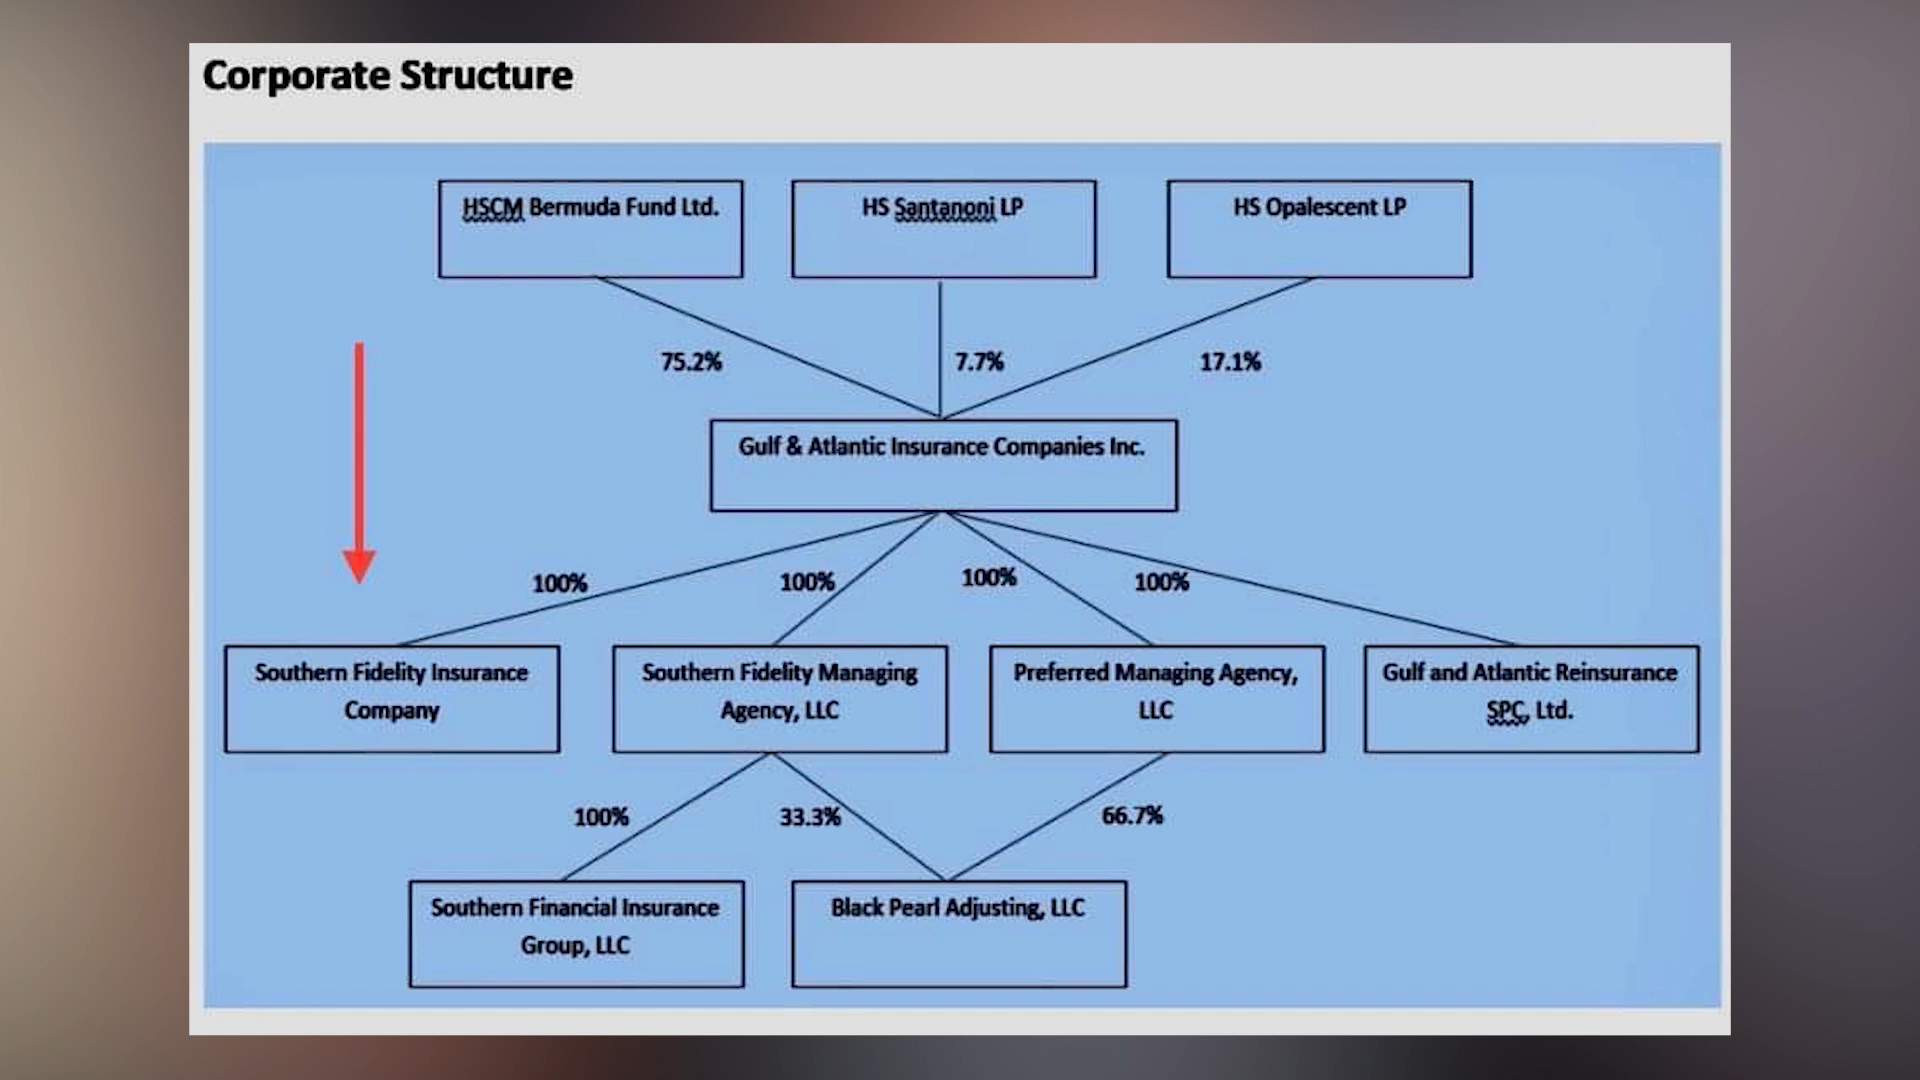 Corporate Structure
HSCM Bermuda Fund Ltd.
HS Santanoni LP
HS Opalescent LP
75.2%
7.7%
17.1%
Gulf & Atlantic Insurance Companies Inc.
100%
100%
100%
100%
Southern Fidelity Insurance
Company
Southern Fidelity Managing
Agency, LLC
Preferred Managing Agency,
LLC
Gulf and Atlantic Reinsurance
SPC, Ltd.
100%
33.3%
66.7%
Southern Financial Insurance
Group, LLC
Black Pearl Adjusting, LLC